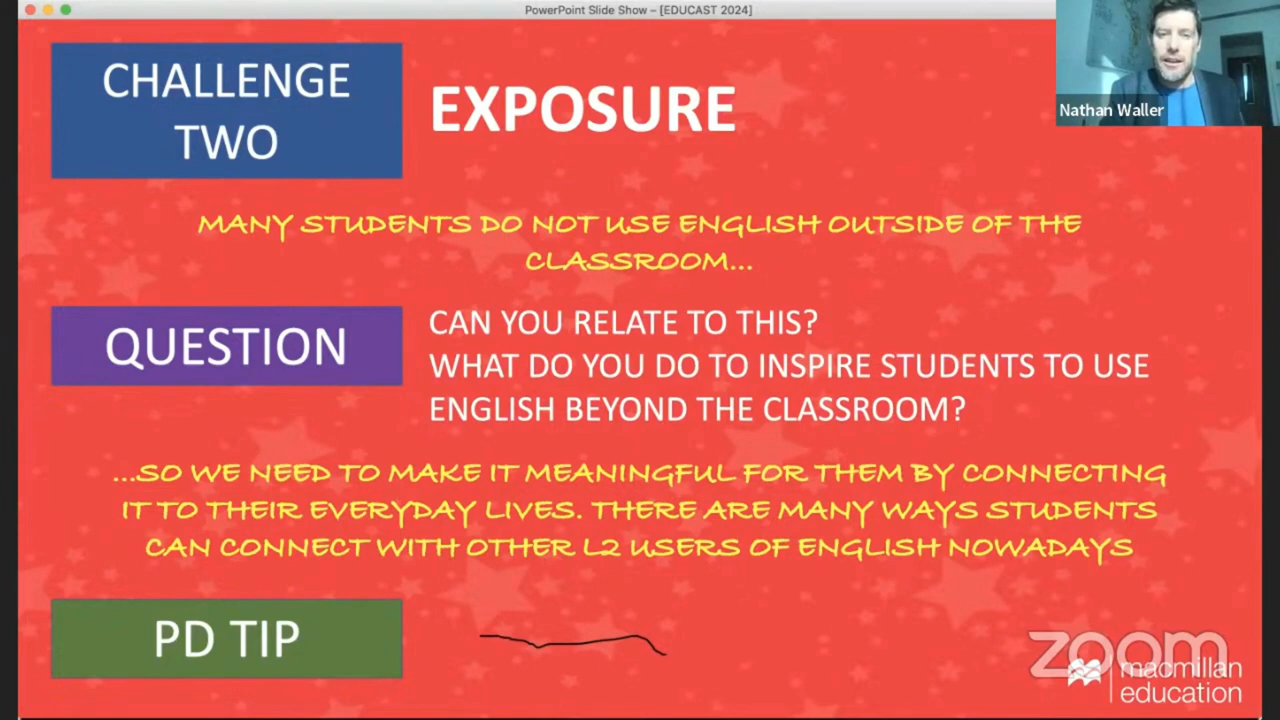 PowerPoint Slide Show – [EDUCAST 2024]
CHALLENGE
TWO
EXPOSURE
Nathan Waller
MANY STUDENTS DO NOT USE ENGLISH OUTSIDE OF THE
CLASSROOM...
QUESTION
CAN YOU RELATE TO THIS?
WHAT DO YOU DO TO INSPIRE STUDENTS TO USE
ENGLISH BEYOND THE CLASSROOM?
...SO WE NEED TO MAKE IT MEANINGFUL FOR THEM BY CONNECTING
IT TO THEIR EVERYDAY LIVES. THERE ARE MANY WAYS STUDENTS
CAN CONNECT WITH OTHER L2 USERS OF ENGLISH NOWADAYS
PD TIP
zoom
macmillan
education